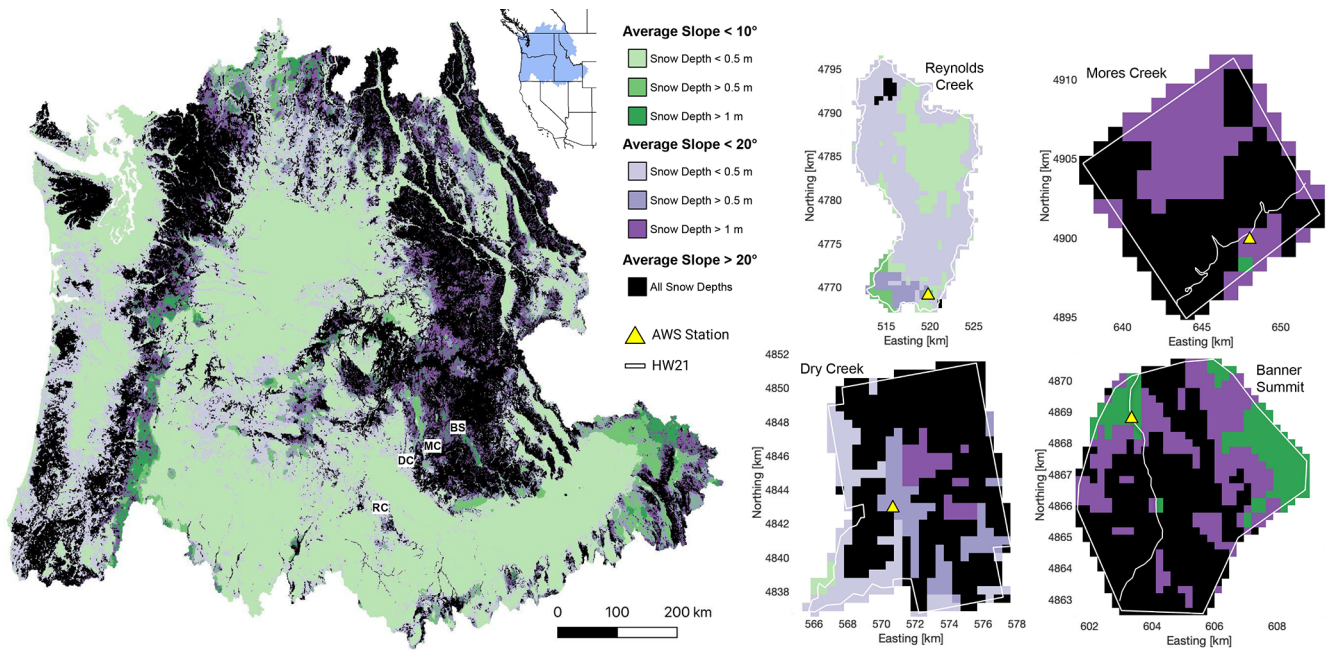 Average Slope < 10°
Snow Depth < 0.5 m
Snow Depth > 0.5 m
Snow Depth > 1 m
Average Slope < 20°
Snow Depth < 0.5 m
Snow Depth > 0.5 m
Snow Depth > 1 m
Average Slope > 20°
All Snow Depths
AWS Station
HW21
BS
MC
DC
RC
0 100 200 km
Reynolds
Creek
Northing [km]
4795
4790
4785
4780
4775
4770
515 520 525
Easting [km]
Mores Creek
Northing [km]
4910
4905
4900
4895
640 645 650
Easting [km]
Dry Creek
Northing [km]
4852
4850
4848
4846
4844
4842
4840
4838
566 568 570 572 574 576 578
Easting [km]
Banner
Summit
Northing [km]
4870
4869
4868
4867
4866
4865
4864
4863
602 604 606 608
Easting [km]